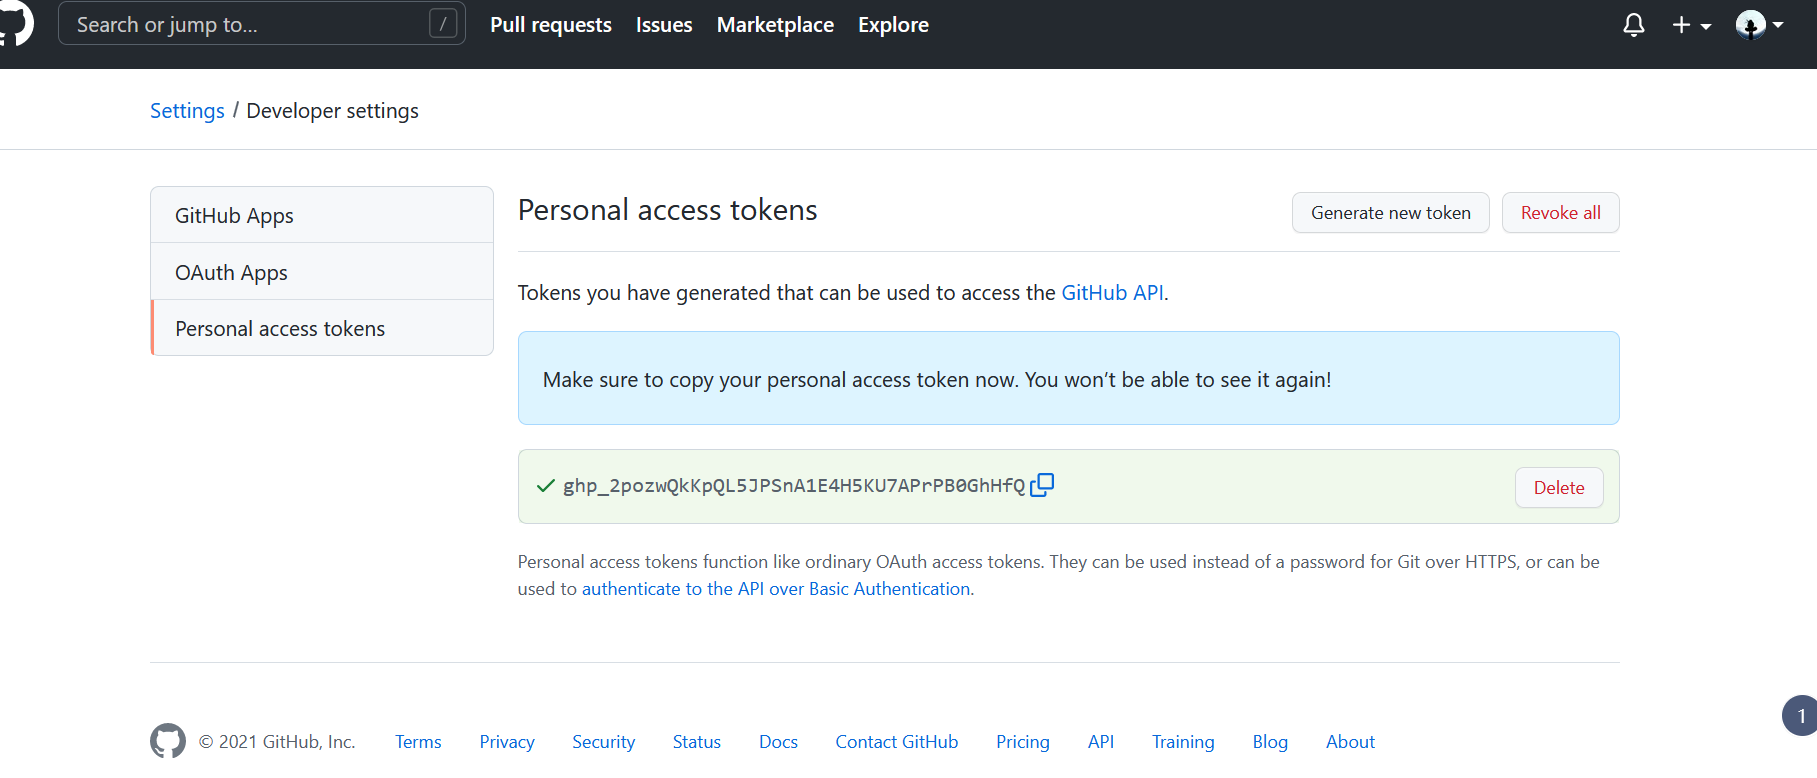 Search or jump to... /
Pull requests Issues Marketplace Explore
Settings / Developer settings
GitHub Apps
OAuth Apps
Personal access tokens
Personal access tokens
Generate new token Revoke all
Tokens you have generated that can be used to access the GitHub API.
Make sure to copy your personal access token now. You won’t be able to see it again!
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 Delete
Personal access tokens function like ordinary OAuth access tokens. They can be used instead of a password for Git over HTTPS, or can be
used to authenticate to the API over Basic Authentication.
1
© 2021 GitHub, Inc. Terms Privacy Security Status Docs Contact GitHub Pricing API Training Blog About